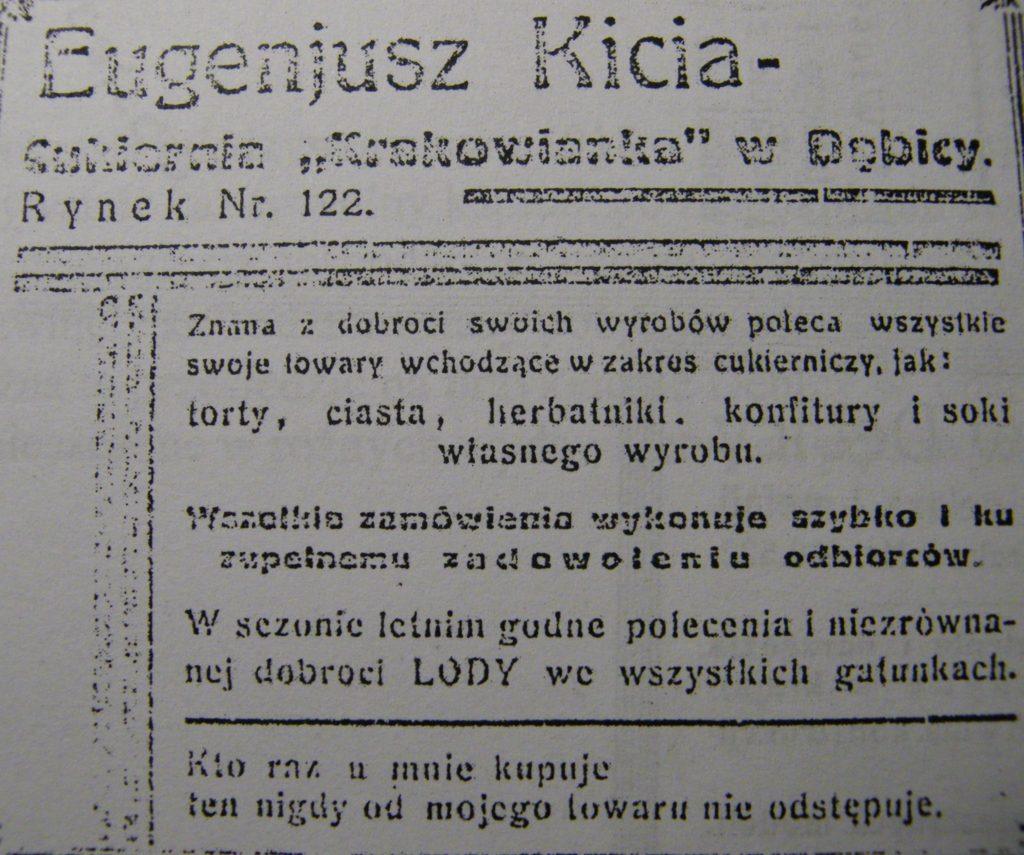 Eugenjusz Kicia-
Cukiernia „Krakowianka" w Dębicy.
Rynek Nr. 122.
Znana z dobroci swoich wyrobów poleca wszystkie
swoje towary wchodzące w zakres cukierniczy, jak:
torty, ciasta, herbatniki. konfitury i soki
własnego wyrobu.
Wszelkie zamówienia wykonuje szybko i ku
zupełnemu zadowoleniu odbiorców.
W sezonie letnim godne polecenia i niezrówna-
nej dobroci LODY we wszystkich gatunkach.
Kto raz u mnie kupuje
ten nigdy od mojego towaru nie odstępuje.